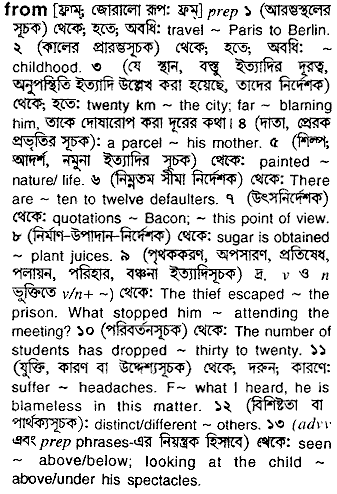 from [ফ্রাম্; জোরালো রূপ: ফ্রম্] prep ১ (আরম্ভস্থলের
সূচক) থেকে; হতে; অবধি: travel ~ Paris to Berlin.
২ (কালের প্রারম্ভসূচক) থেকে; হতে; অবধি: ~
childhood. ৩ (যে স্থান, বস্তু ইত্যাদির দূরত্ব,
অনুপস্থিতি ইত্যাদি উল্লেখ করা হয়েছে, তাদের নির্দেশক)
থেকে; হতে: twenty km ~ the city; far ~ blaming
him, তাকে দোষারোপ করা দূরের কথা। ৪ (দাতা, প্রেরক
প্রভৃতির সূচক): a parcel ~ his mother. ৫ (শিল্প;
আদর্শ, নমুনা ইত্যাদির সূচক) থেকে: painted ~
nature/ life. ৬ (নিম্নতম সীমা নির্দেশক) থেকে: There
are ~ ten to twelve defaulters. ৭ (উৎসনির্দেশক)
থেকে: quotations ~ Bacon; ~ this point of view.
৮ (নির্মাণ-উপাদান-নির্দেশক) থেকে: sugar is obtained
~ plant juices. ৯ (পৃথককরণ, অপসারণ, প্রতিষেধ,
পলায়ন, পরিহার, বঞ্চনা ইত্যাদিসূচক) দ্র. v ও n
ভুক্তিতে v/n+ ~) থেকে: The thief escaped ~ the
prison. What stopped him ~ attending the
meeting? ১০ (পরিবর্তনসূচক) থেকে: The number of
students has dropped ~ thirty to twenty. ১১
(যুক্তি, কারণ বা উদ্দেশ্যসূচক) থেকে; দরুন; কারণে:
suffer ~ headaches. F~ what I heard, he is
blameless in this matter. ১২ (বিশিষ্টতা বা
পার্থক্যসূচক): distinct/different ~ others. ১৩ (advv
এবং prep phrases-এর নিয়ন্ত্রক হিসাবে) থেকে: seen
~ above/below; looking at the child ~
above/under his spectacles.